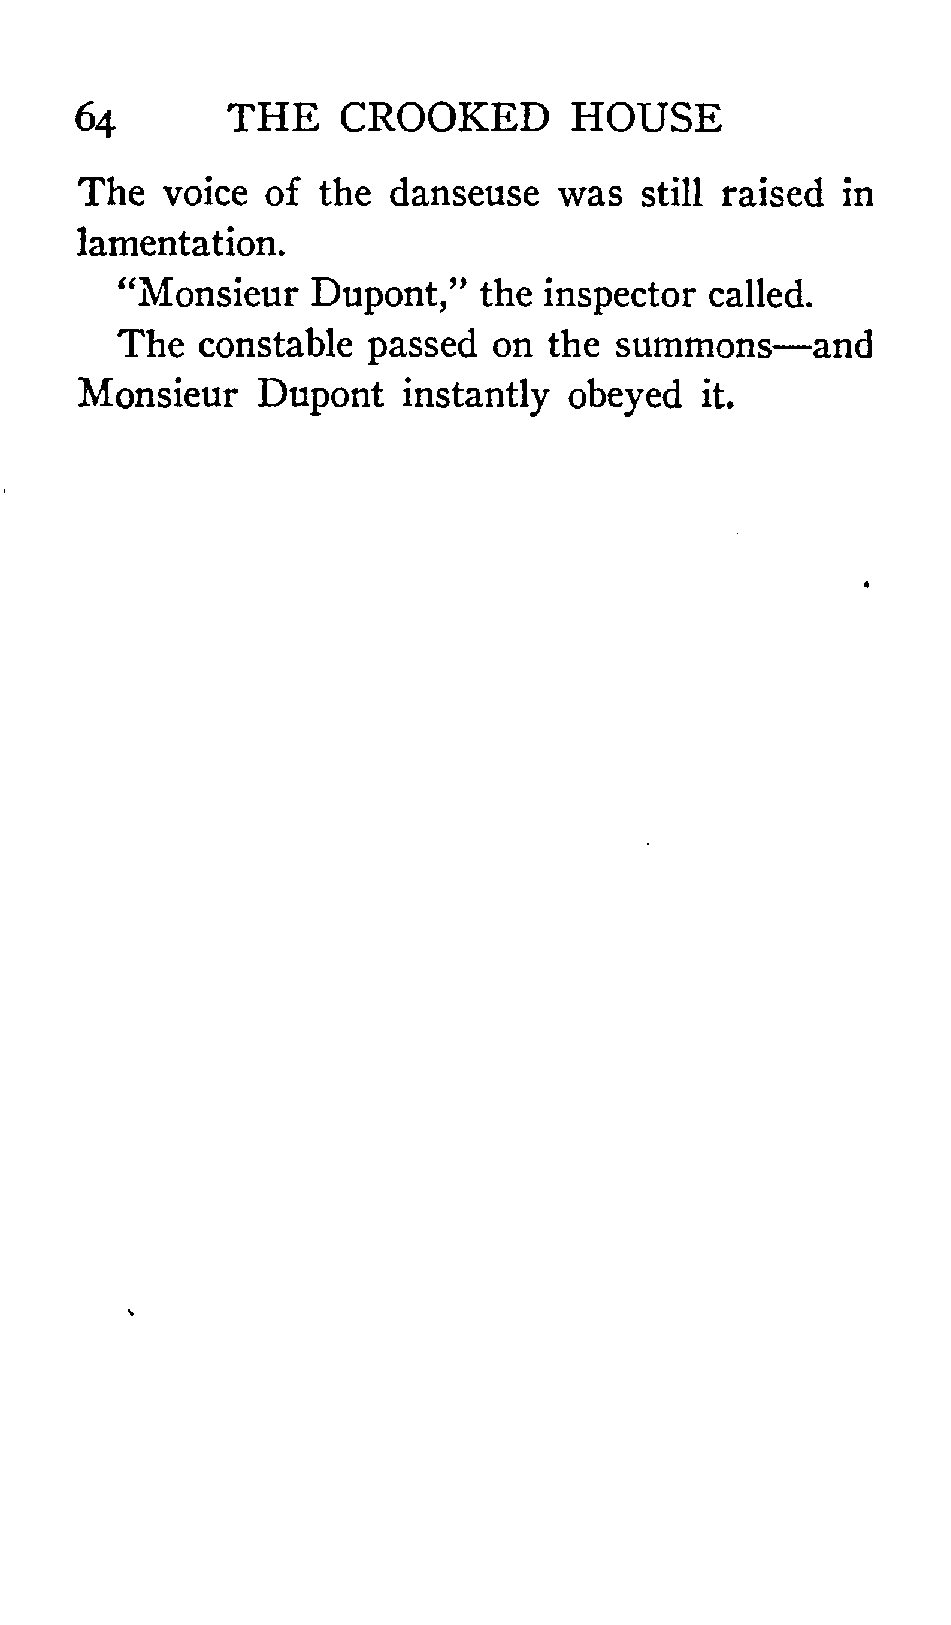 64 THE CROOKED HOUSE
The voice of the danseuse was still raised in
lamentation.
“Monsieur Dupont,” the inspector called.
The constable passed on the summons—and
Monsieur Dupont instantly obeyed it.